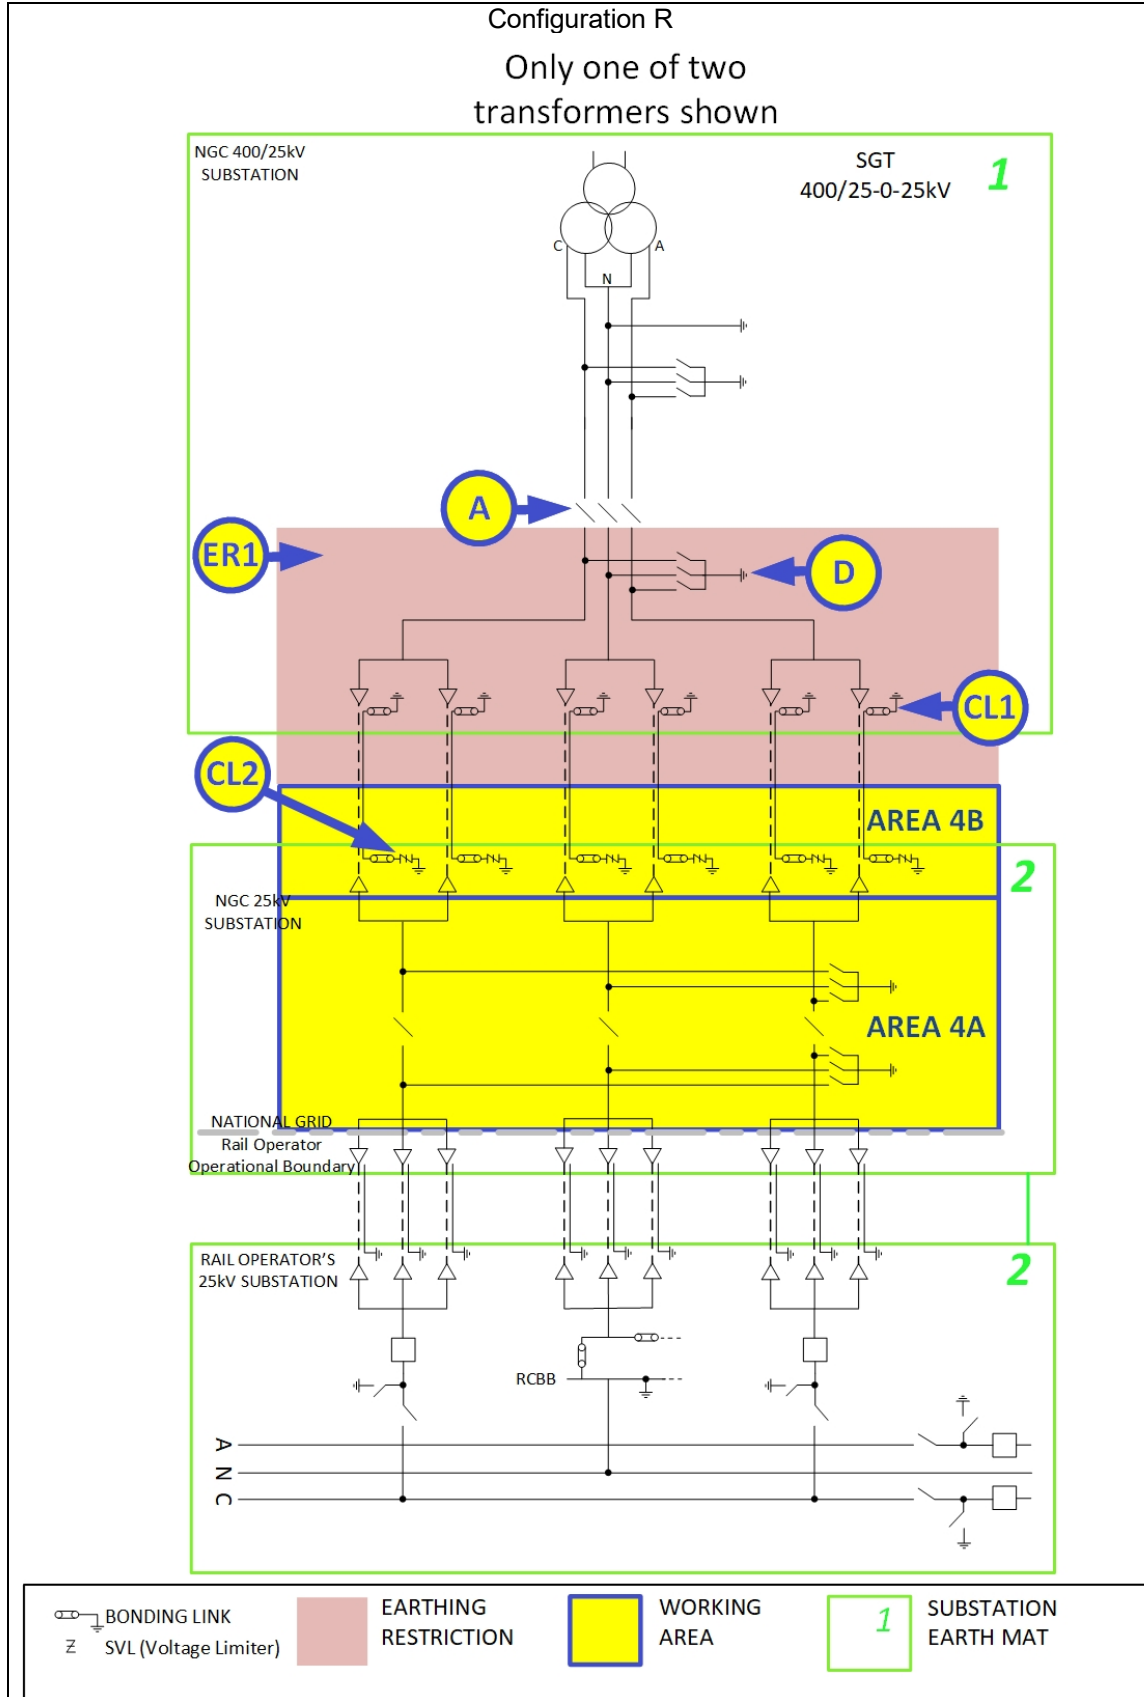 Configuration R
Only one of two
transformers shown
NGC 400/25kV
SUBSTATION
SGT
400/25-0-25kV
1
C
A
N
A
ER1
D
CL1
CL2
AREA 4B
2
NGC 25kV
SUBSTATION
AREA 4A
NATIONAL GRID
Rail Operator
Operational Boundary
RAIL OPERATOR'S
25kV SUBSTATION
2
RCBB
A
N
C
BONDING LINK
SVL (Voltage Limiter)
EARTHING
RESTRICTION
WORKING
AREA
1
SUBSTATION
EARTH MAT